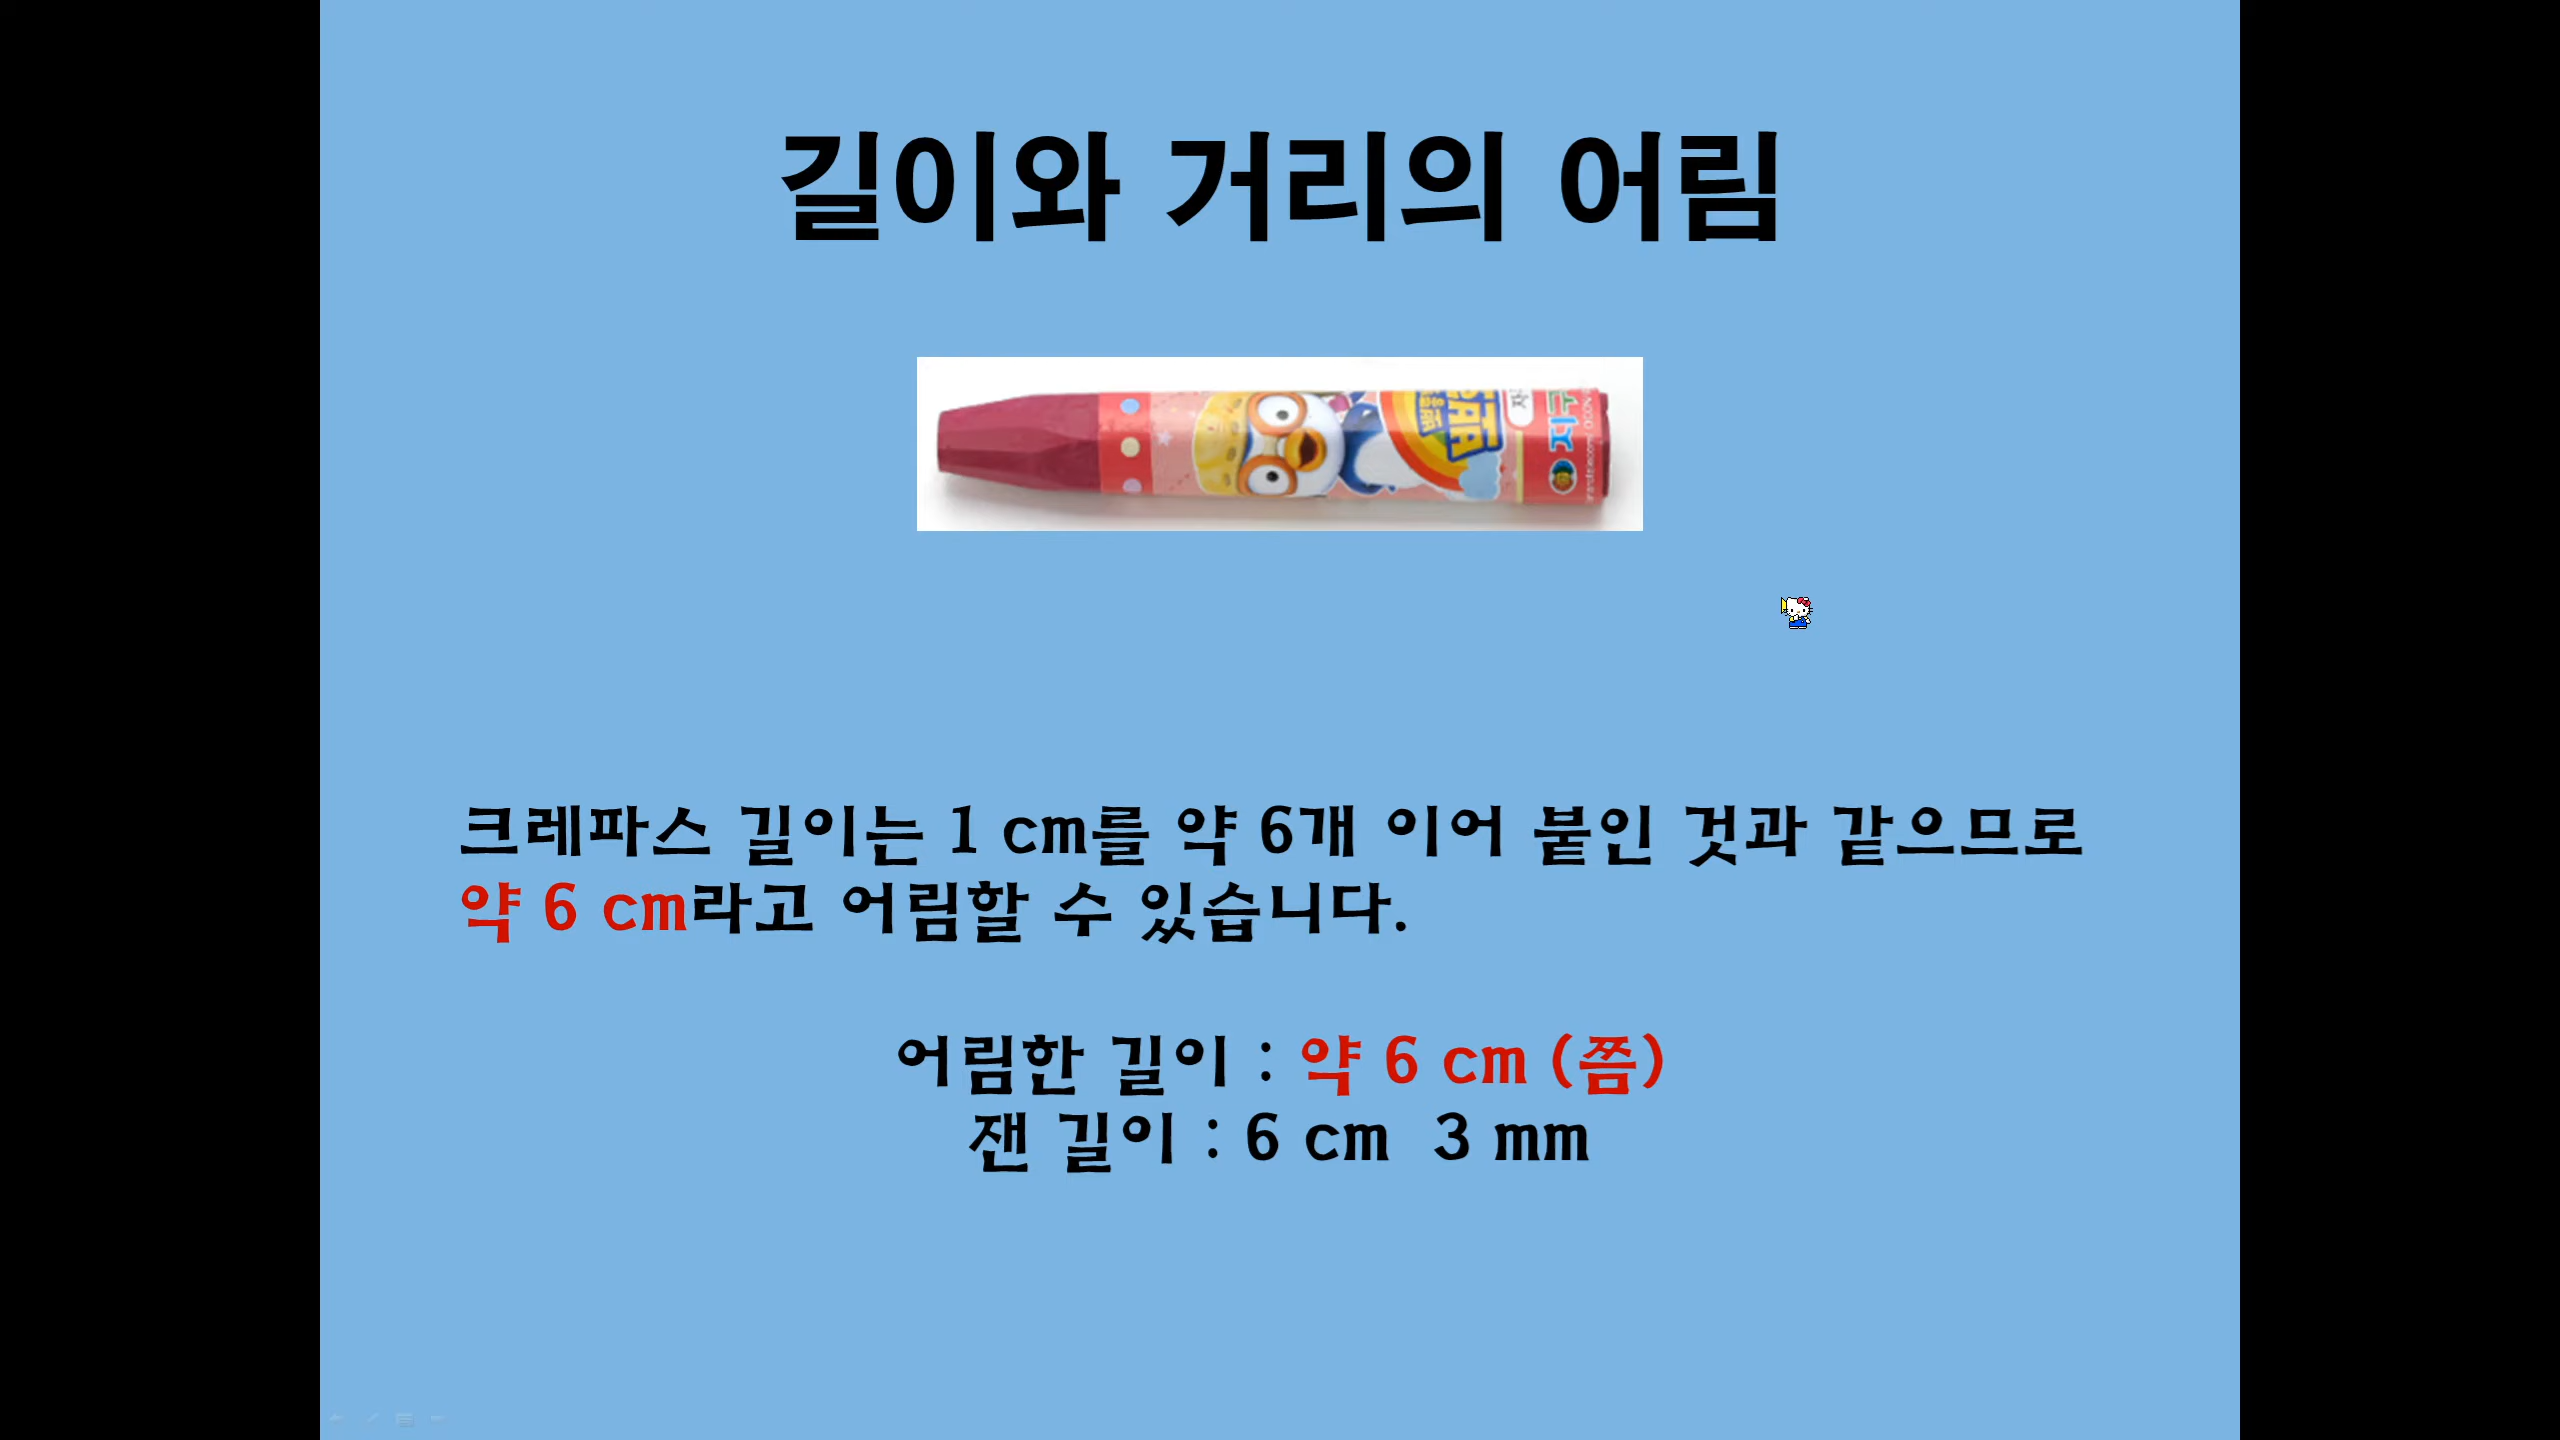 길이와 거리의 어림
크레파스 길이는 1 cm를 약 6개 이어 붙인 것과 같으므로
약 6 cm라고 어림할 수 있습니다.
어림한 길이 : 약 6 cm (쯤)
잰 길이 : 6 cm 3 mm